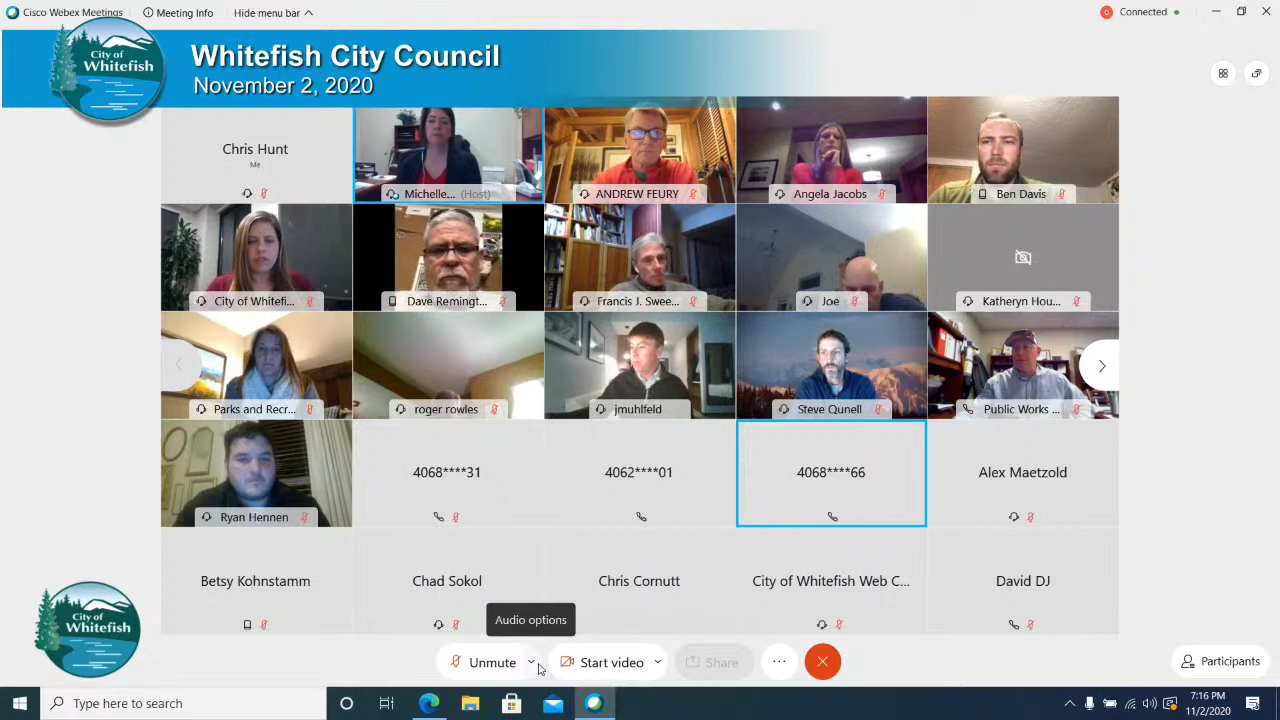 Cisco Webex Meetings
Meeting Info
Hide menu bar
Connected
City of
Whitefish
Whitefish City Council
November 2, 2020
Chris Hunt
Me
Michelle... (Host)
ANDREW FEURY
Angela Jacobs
Ben Davis
City of Whitefi...
Dave Remingt...
Francis J. Swee...
Joe
Katheryn Hou...
Parks and Recr...
roger rowles
jmuhlfeld
Steve Qunell
Public Works ...
Ryan Hennen
4068****31
4062****01
4068****66
Alex Maetzold
Betsy Kohnstamm
Chad Sokol
Chris Cornutt
City of Whitefish Web C...
David DJ
City of
Whitefish
Audio options
Unmute
Start video
Share
Participants
Type here to search
7:16 PM
11/2/2020